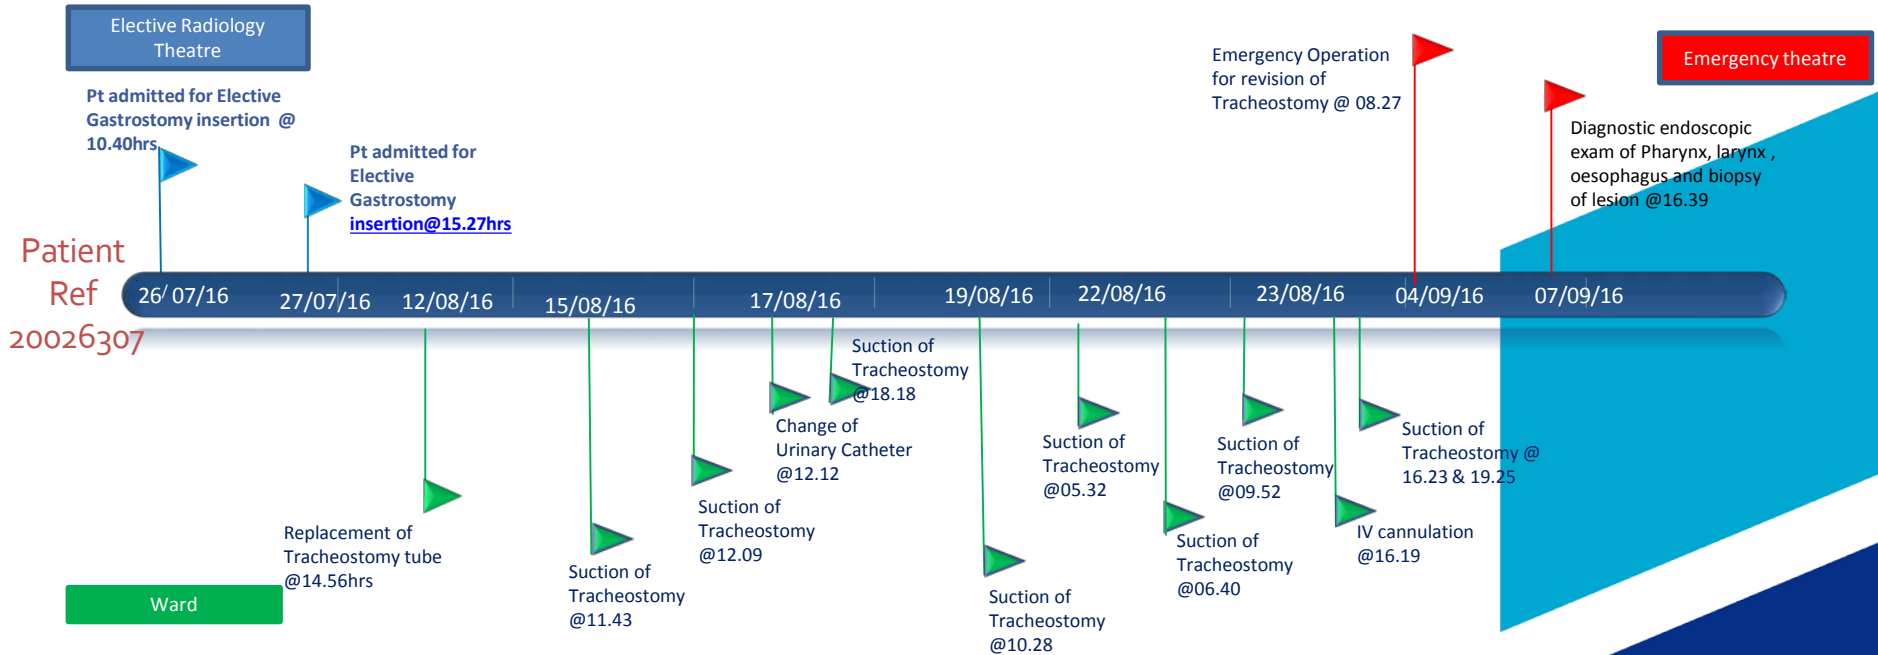 Elective Radiology
Theatre
Pt admitted for Elective
Gastrostomy insertion @
10.40hrs
Pt admitted for
Elective
Gastrostomy
insertion@15.27hrs
Emergency Operation
for revision of
Tracheostomy @ 08.27
Emergency theatre
Diagnostic endoscopic
exam of Pharynx, larynx ,
oesophagus and biopsy
of lesion @16.39
Patient
Ref
20026307
26/ 07/16
27/07/16
12/08/16
15/08/16
17/08/16
19/08/16
22/08/16
23/08/16
04/09/16
07/09/16
Replacement of
Tracheostomy tube
@14.56hrs
Suction of
Tracheostomy
@11.43
Suction of
Tracheostomy
@12.09
Change of
Urinary Catheter
@12.12
Suction of
Tracheostomy
@18.18
Suction of
Tracheostomy
@10.28
Suction of
Tracheostomy
@05.32
Suction of
Tracheostomy
@06.40
Suction of
Tracheostomy
@09.52
IV cannulation
@16.19
Suction of
Tracheostomy @
16.23 & 19.25
Ward